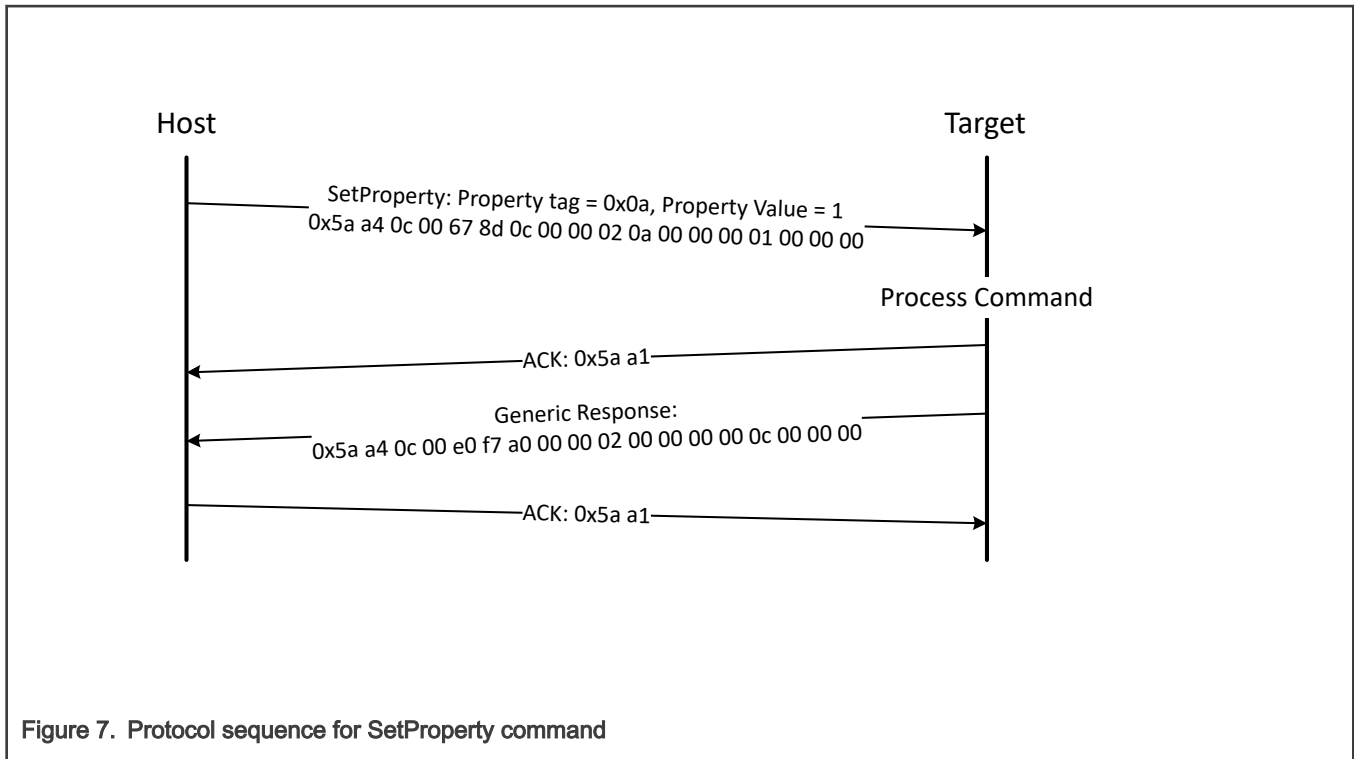 Host
Target
SetProperty: Property tag = 0x0a, Property Value = 1
0x5a a4 0c 00 67 8d 0c 00 00 02 0a 00 00 00 01 00 00 00
Process Command
ACK: 0x5a a1
Generic Response:
0x5a a4 0c 00 e0 f7 a0 00 00 02 00 00 00 00 0c 00 00 00
ACK: 0x5a a1
Figure 7. Protocol sequence for SetProperty command